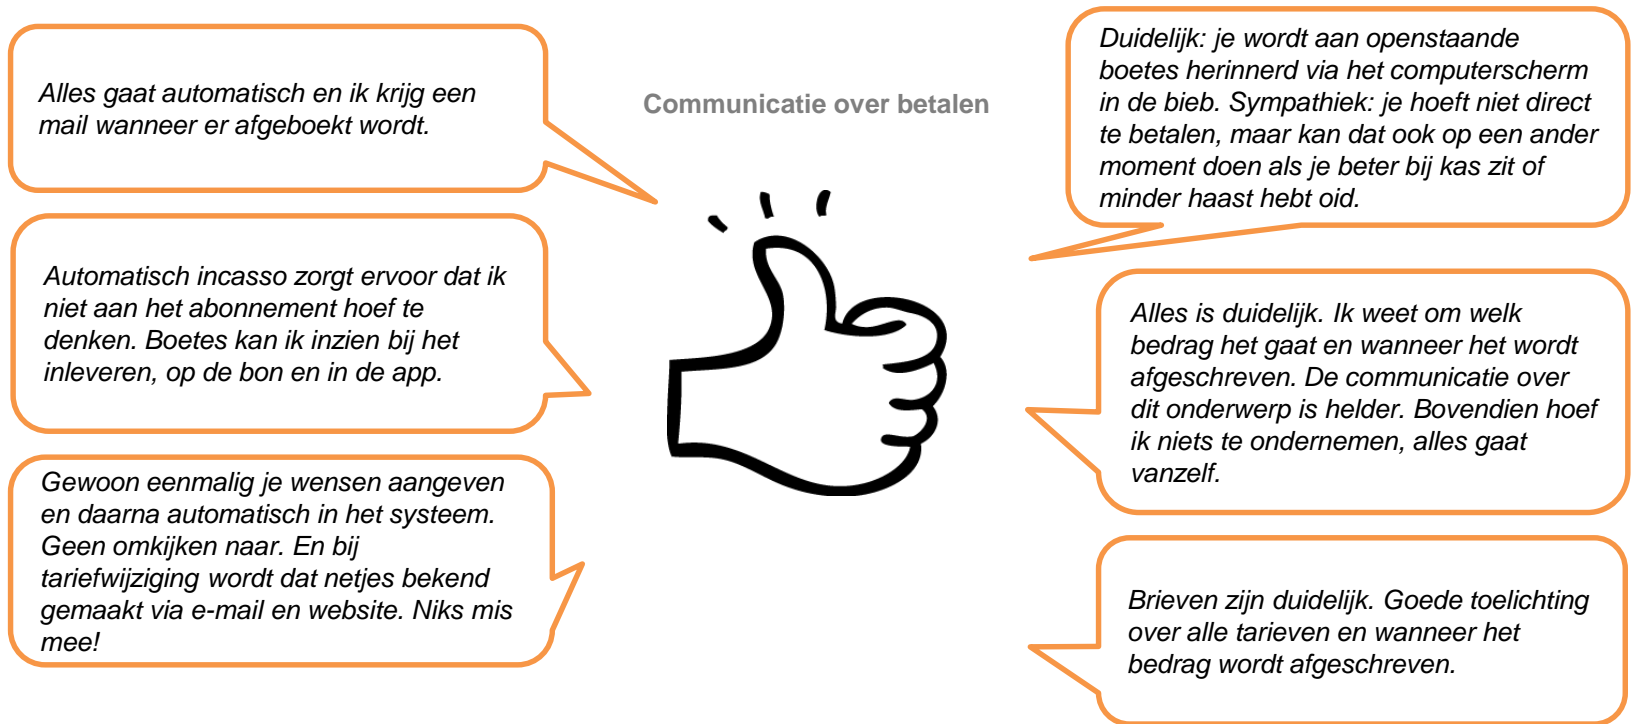 Communicatie over betalen
Alles gaat automatisch en ik krijg een
mail wanneer er afgeboekt wordt.
Automatisch incasso zorgt ervoor dat ik
niet aan het abonnement hoef te
denken. Boetes kan ik inzien bij het
inleveren, op de bon en in de app.
Gewoon eenmalig je wensen aangeven
en daarna automatisch in het systeem.
Geen omkijken naar. En bij
tariefwijziging wordt dat netjes bekend
gemaakt via e-mail en website. Niks mis
mee!
Duidelijk: je wordt aan openstaande
boetes herinnerd via het computerscherm
in de bieb. Sympathiek: je hoeft niet direct
te betalen, maar kan dat ook op een ander
moment doen als je beter bij kas zit of
minder haast hebt oid.
Alles is duidelijk. Ik weet om welk
bedrag het gaat en wanneer het wordt
afgeschreven. De communicatie over
dit onderwerp is helder. Bovendien hoef
ik niets te ondernemen, alles gaat
vanzelf.
Brieven zijn duidelijk. Goede toelichting
over alle tarieven en wanneer het
bedrag wordt afgeschreven.